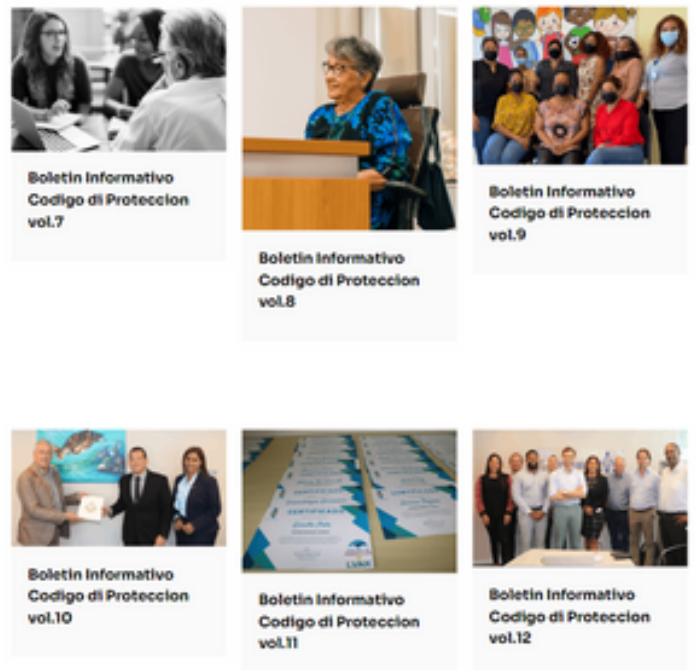 Boletin Informativo
Codigo di Proteccion
vol.7
Boletin Informativo
Codigo di Proteccion
vol.8
Boletin Informativo
Codigo di Proteccion
vol.9
Boletin Informativo
Codigo di Proteccion
vol.10
CERTIFICADO
Boletin Informativo
Codigo di Proteccion
vol.11
Boletin Informativo
Codigo di Proteccion
vol.12